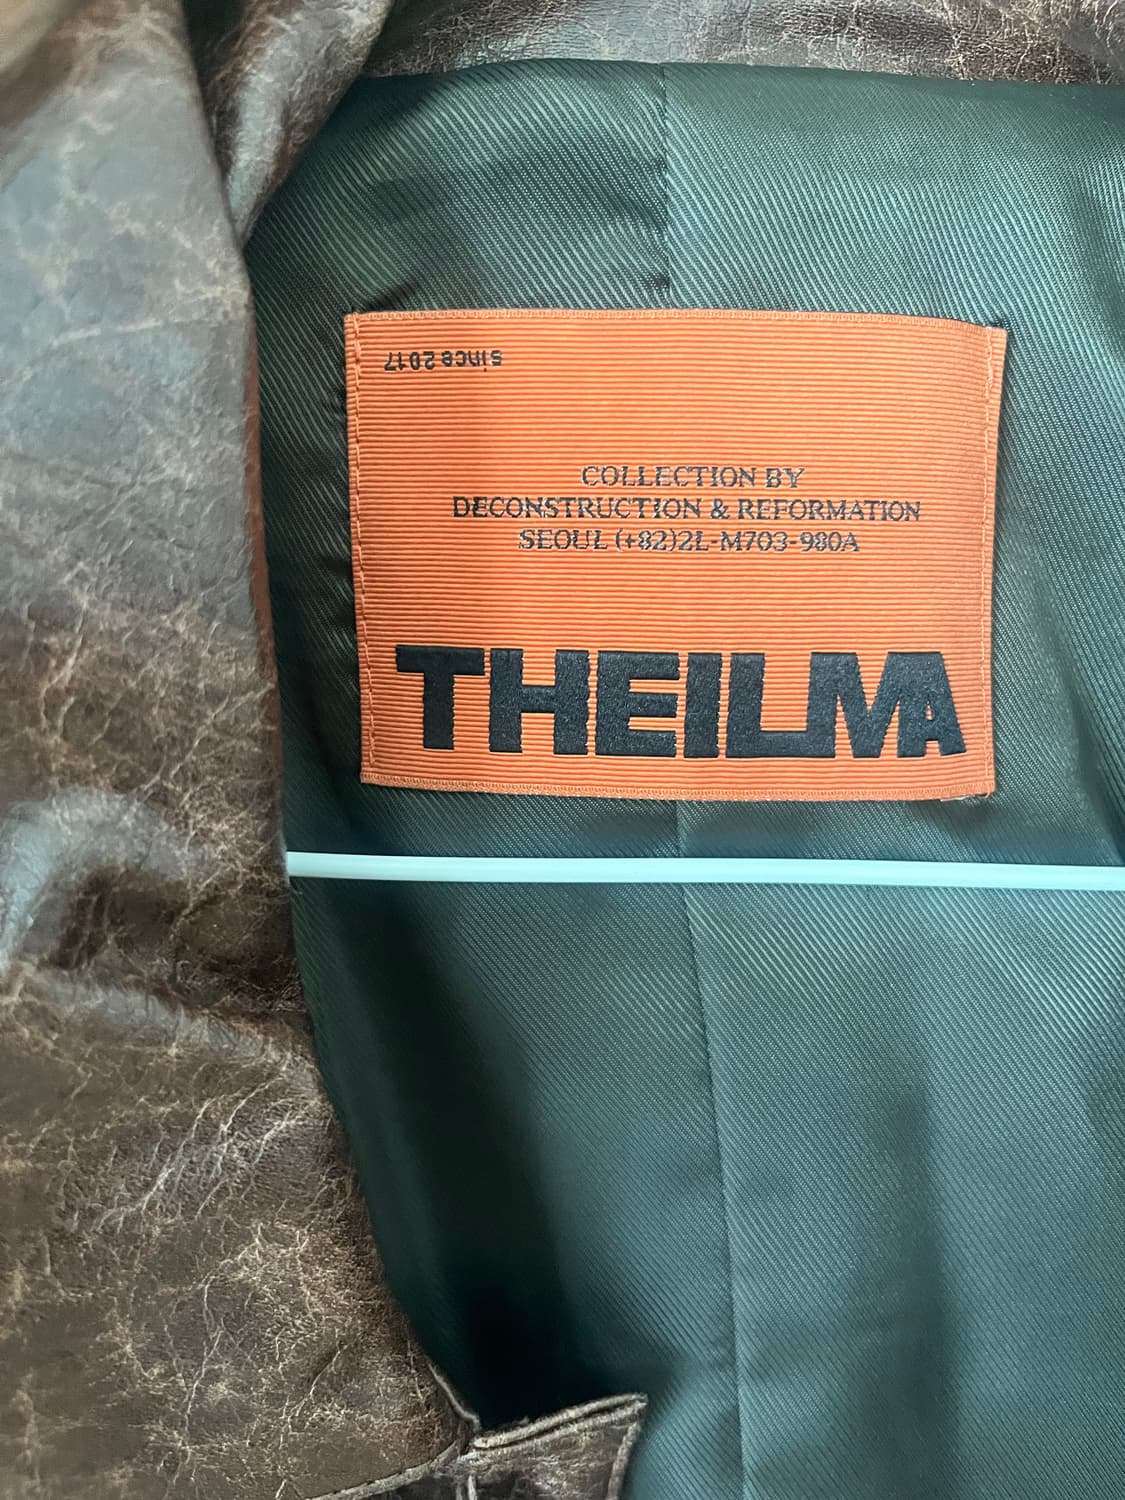 since 2017
COLLECTION BY
DECONSTRUCTION & REFORMATION
SEOUL (+82)2L-M703-980A
THEILMA